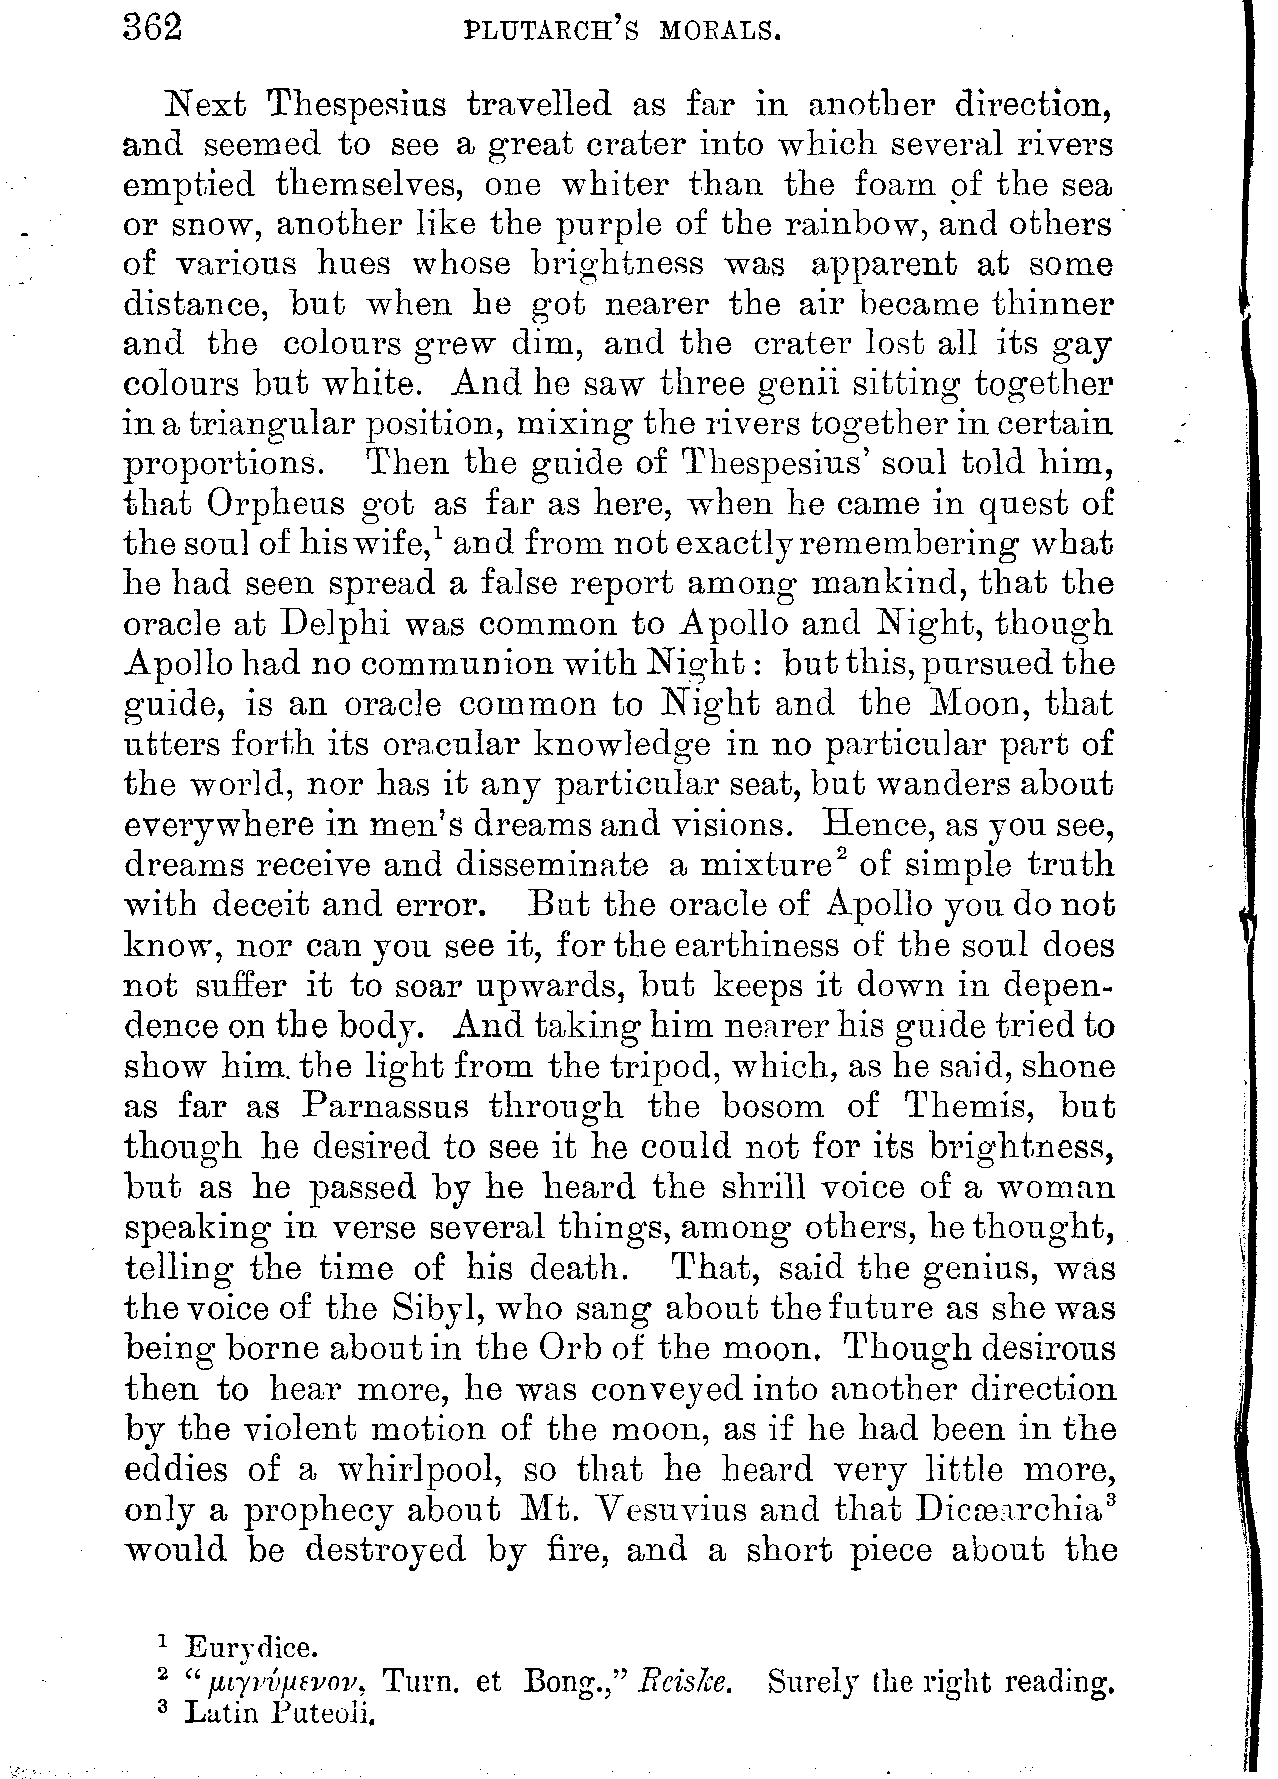 362 PLUTARCH'S MORALS.
Next Thespesius travelled as far in another direction,
and seemed to see a great crater into which several rivers
emptied themselves, one whiter than the foam of the sea
or snow, another like the purple of the rainbow, and others
of various hues whose brightness was apparent at some
distance, but when he got nearer the air became thinner
and the colours grew dim, and the crater lost all its gay
colours but white. And he saw three genii sitting together
in a triangular position, mixing the rivers together in certain
proportions. Then the guide of Thespesius' soul told him,
that Orpheus got as far as here, when he came in quest of
the soul of his wife,¹ and from not exactly remembering what
he had seen spread a false report among mankind, that the
oracle at Delphi was common to Apollo and Night, though
Apollo had no communion with Night: but this, pursued the
guide, is an oracle common to Night and the Moon, that
utters forth its oracular knowledge in no particular part of
the world, nor has it any particular seat, but wanders about
everywhere in men's dreams and visions. Hence, as you see,
dreams receive and disseminate a mixture² of simple truth
with deceit and error. But the oracle of Apollo you do not
know, nor can you see it, for the earthiness of the soul does
not suffer it to soar upwards, but keeps it down in depen-
dence on the body. And taking him nearer his guide tried to
show him the light from the tripod, which, as he said, shone
as far as Parnassus through the bosom of Themis, but
though he desired to see it he could not for its brightness,
but as he passed by he heard the shrill voice of a woman
speaking in verse several things, among others, he thought,
telling the time of his death. That, said the genius, was
the voice of the Sibyl, who sang about the future as she was
being borne about in the Orb of the moon. Though desirous
then to hear more, he was conveyed into another direction
by the violent motion of the moon, as if he had been in the
eddies of a whirlpool, so that he heard very little more,
only a prophecy about Mt. Vesuvius and that Dicæarchia³
would be destroyed by fire, and a short piece about the
¹ Eurydice.
² "μιγνύμενον, Turn. et Bong.," Reiske. Surely the right reading.
³ Latin Puteoli.